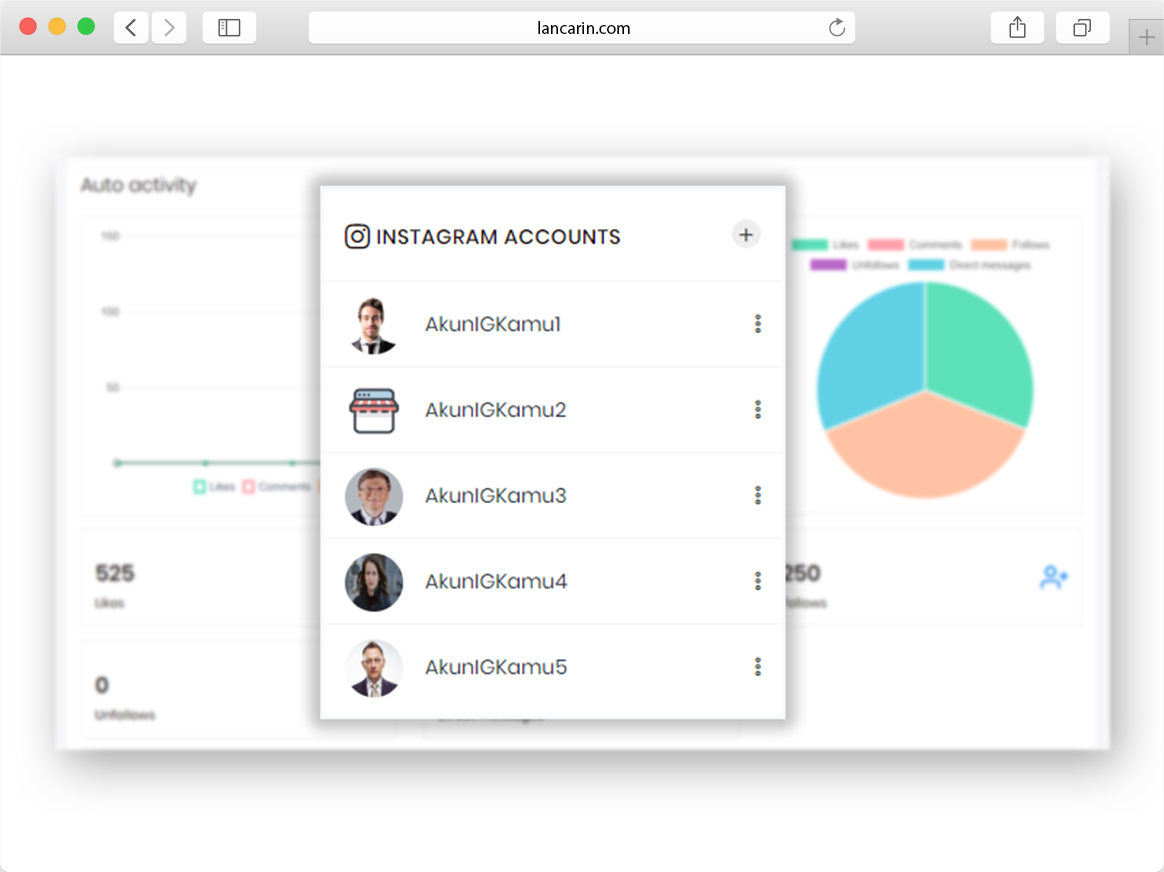 lancarin.com
Auto activity
150
100
50
0
Likes
Comments
INSTAGRAM ACCOUNTS
AkunIGKamu1
AkunIGKamu2
AkunIGKamu3
AkunIGKamu4
AkunIGKamu5
Likes Comments Follows
Unfollows Direct messages
525
Likes
250
Follows
0
Unfollows